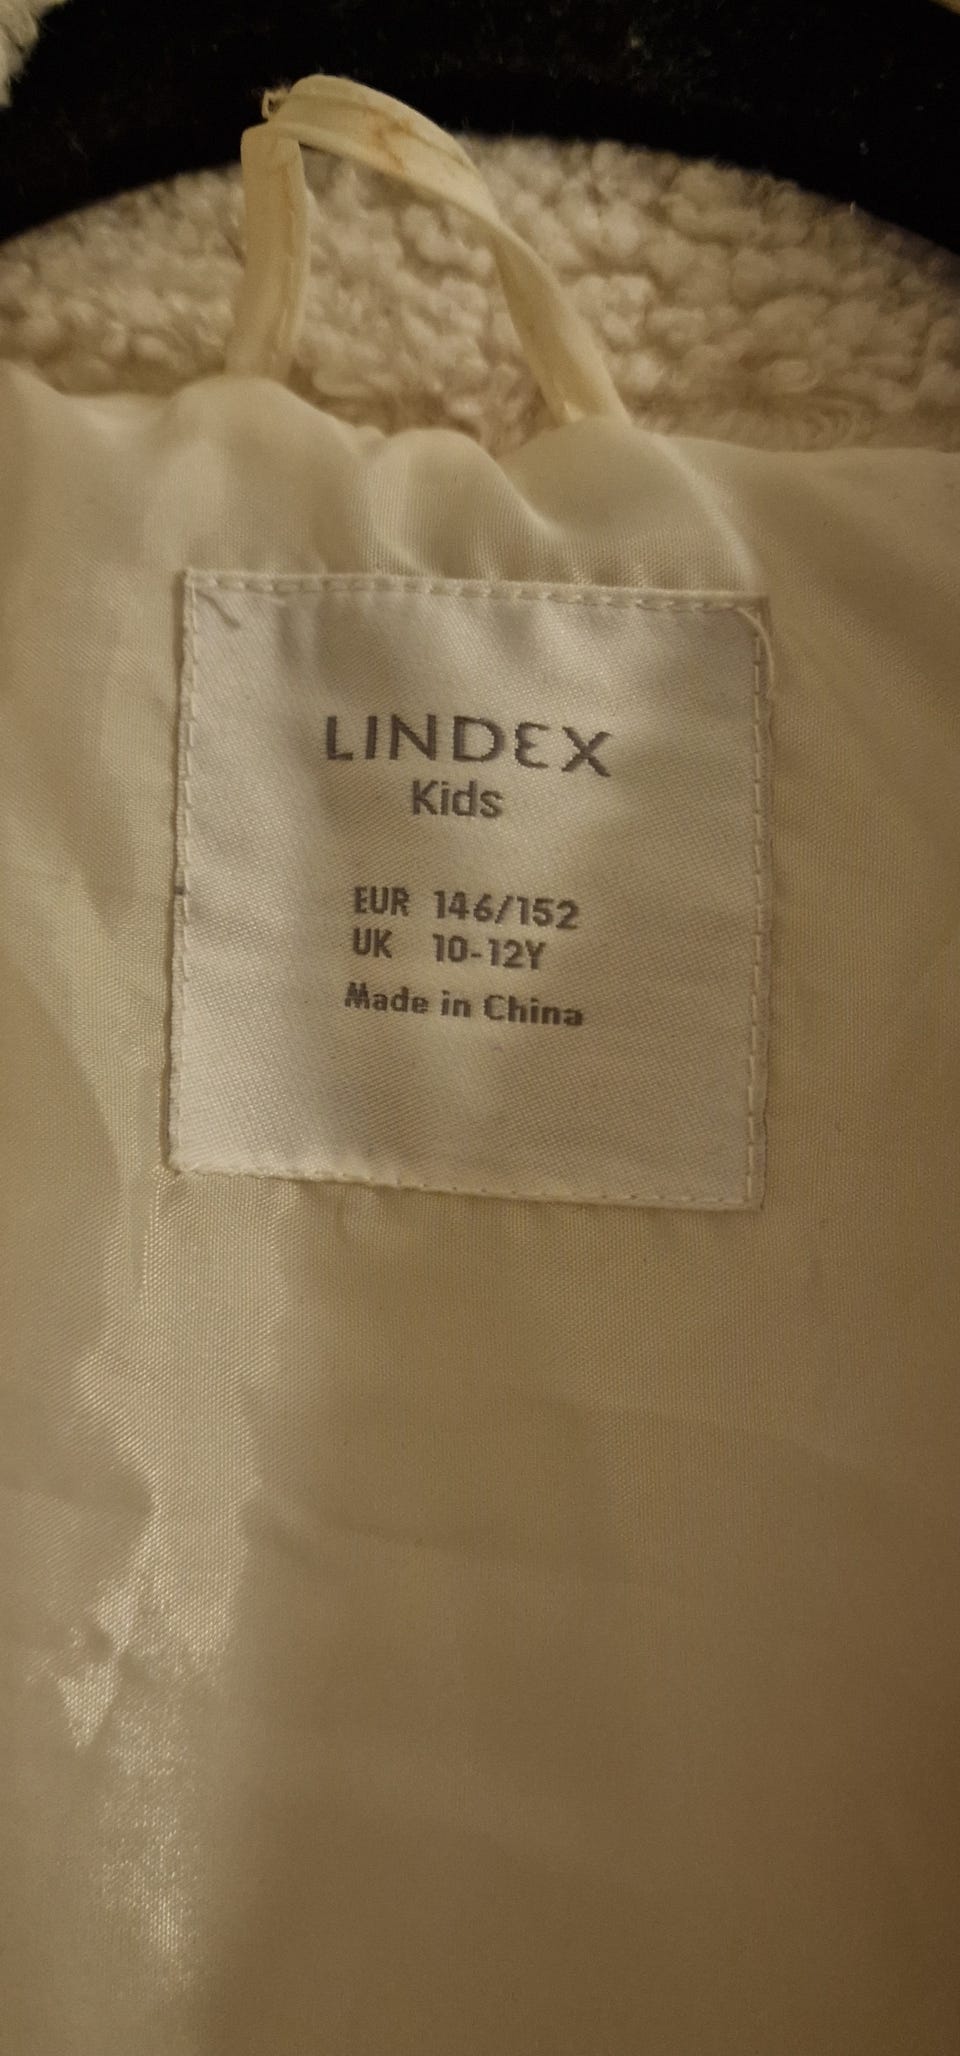 LINDEX
Kids
EUR 146/152
UK 10-12Y
Made in China